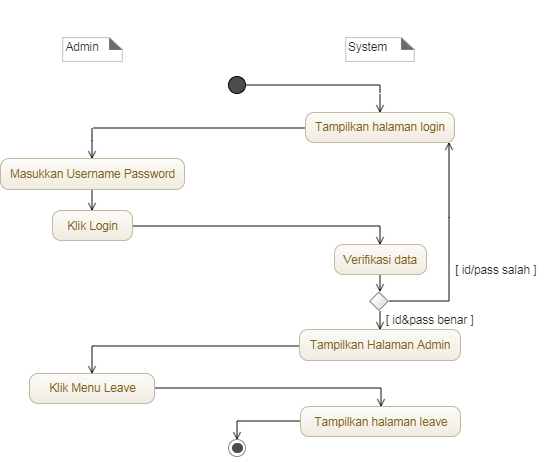 Admin
System
Tampilkan halaman login
Masukkan Username Password
Klik Login
Verifikasi data
[ id/pass salah ]
[ id&pass benar ]
Tampilkan Halaman Admin
Klik Menu Leave
Tampilkan halaman leave